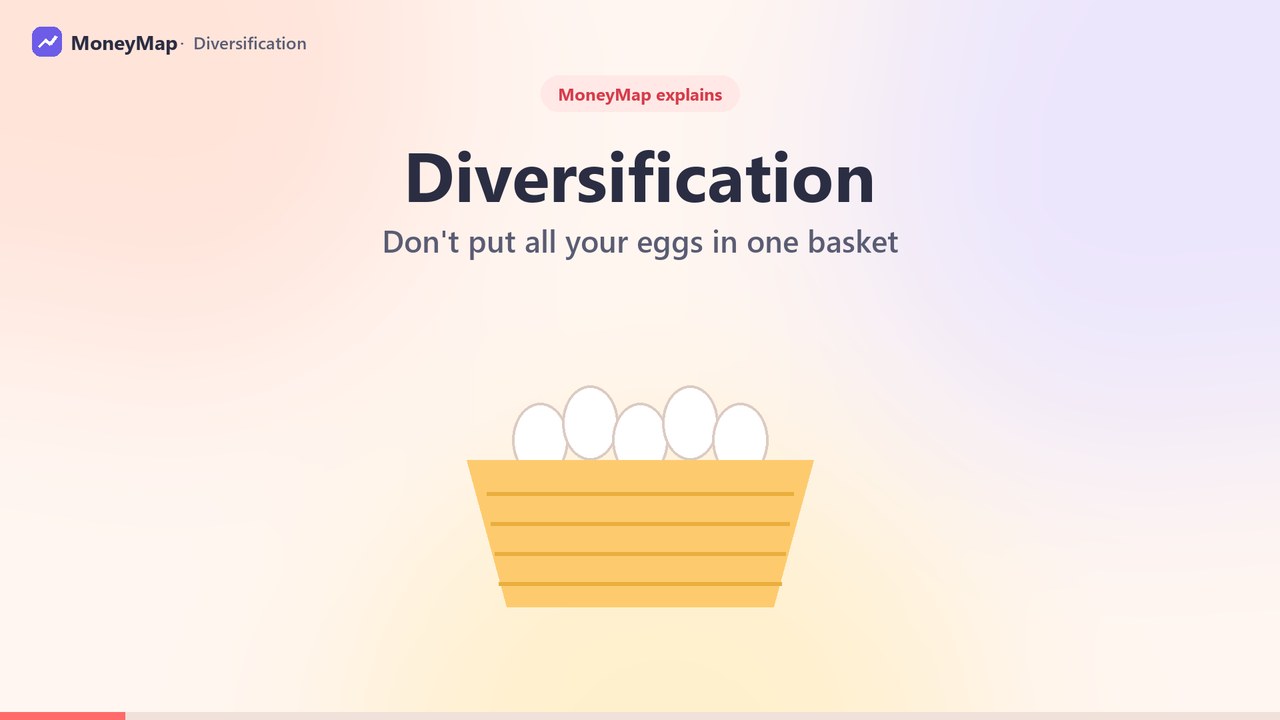 MoneyMap · Diversification
MoneyMap explains
Diversification
Don't put all your eggs in one basket